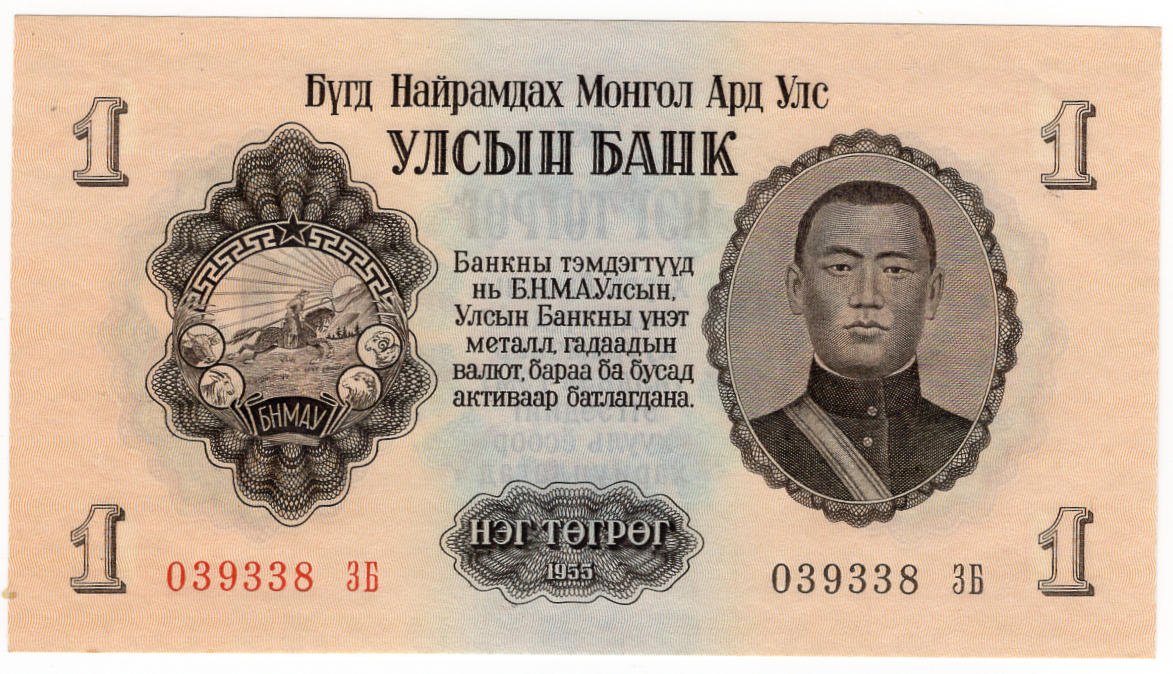 Бүгд Найрамдах Монгол Ард Улс
УЛСЫН БАНК
1
1
Банкны тэмдэгтүүд
нь Б.Н.М.А.Улсын,
Улсын Банкны үнэт
металл, гадаадын
валют, бараа ба бусад
активаар батлагдана.
БНМАУ
НЭГ ТӨГРӨГ
1955
1
039338 ЗБ
039338 ЗБ
1